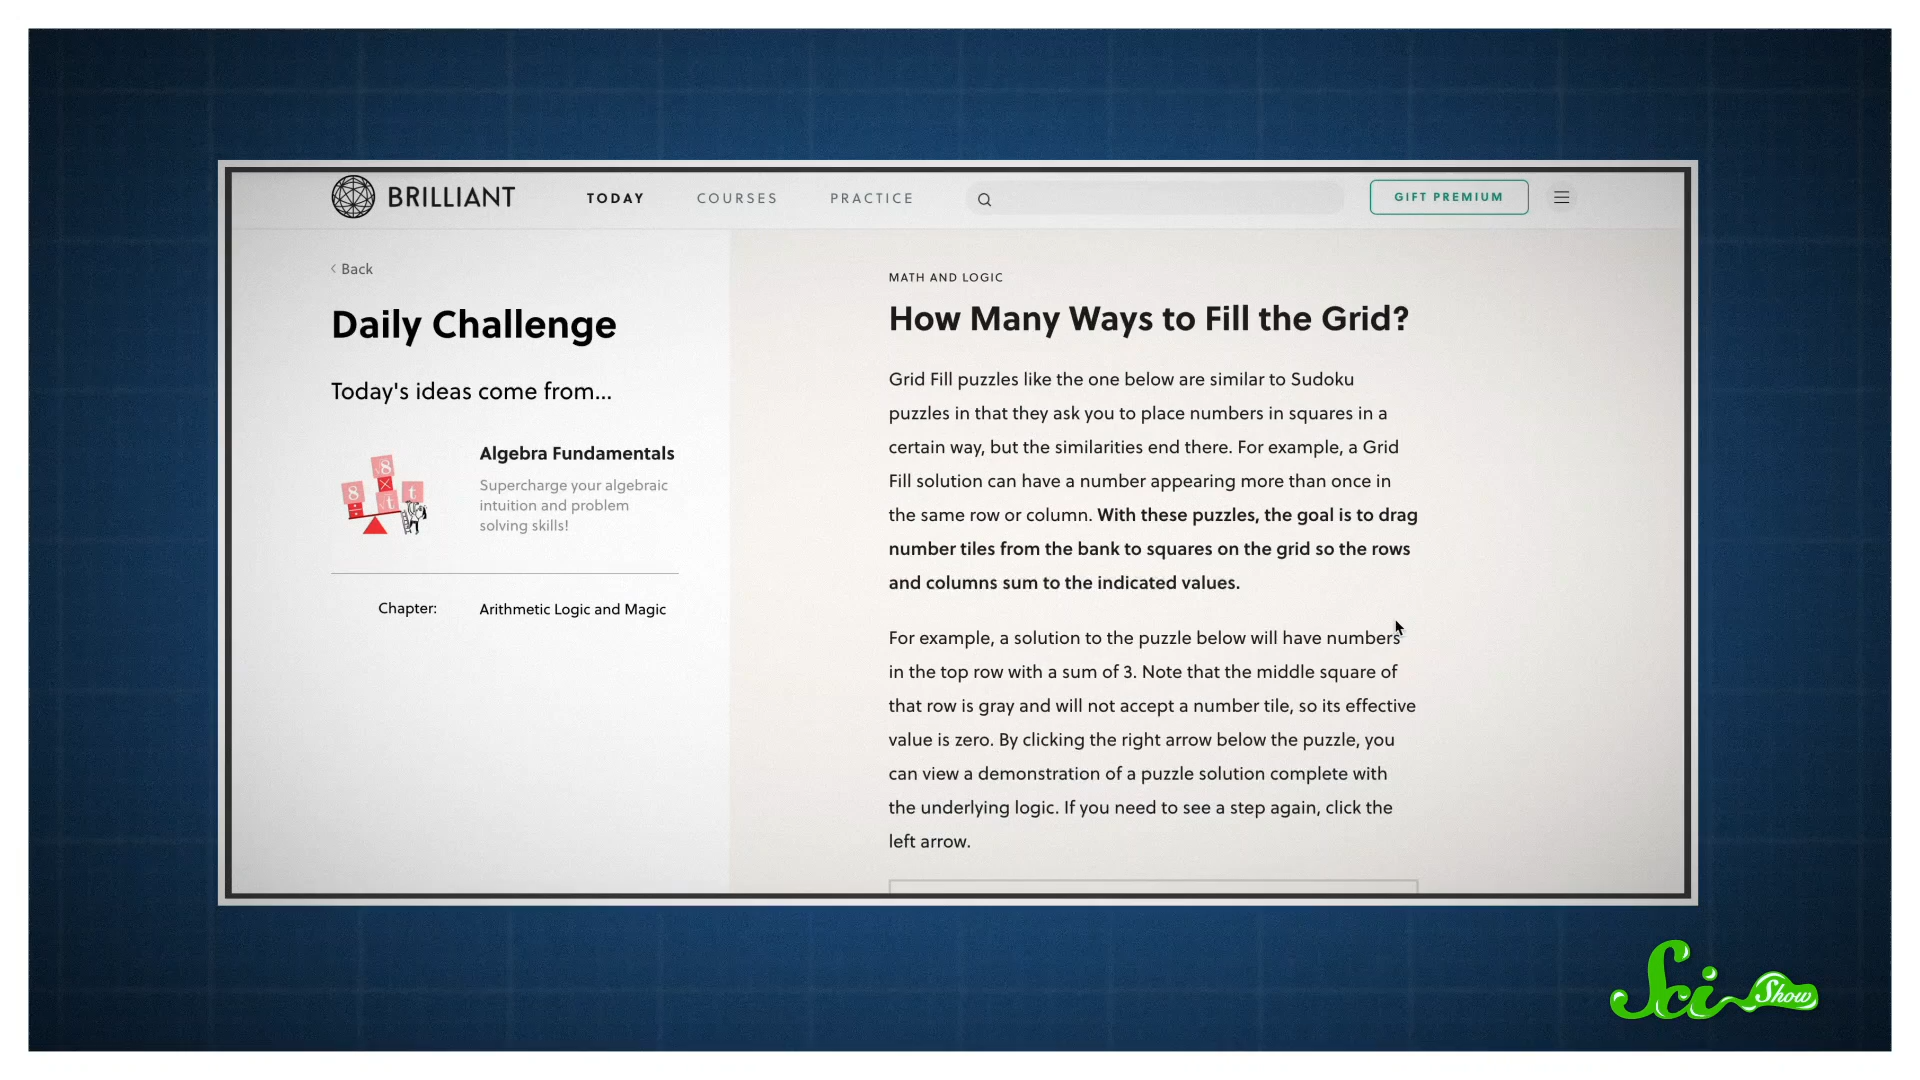 BRILLIANT
TODAY
COURSES
PRACTICE
GIFT PREMIUM
Back
Daily Challenge
Today's ideas come from...
Algebra Fundamentals
Supercharge your algebraic
intuition and problem
solving skills!
Chapter: Arithmetic Logic and Magic
MATH AND LOGIC
How Many Ways to Fill the Grid?
Grid Fill puzzles like the one below are similar to Sudoku
puzzles in that they ask you to place numbers in squares in a
certain way, but the similarities end there. For example, a Grid
Fill solution can have a number appearing more than once in
the same row or column. With these puzzles, the goal is to drag
number tiles from the bank to squares on the grid so the rows
and columns sum to the indicated values.
For example, a solution to the puzzle below will have numbers
in the top row with a sum of 3. Note that the middle square of
that row is gray and will not accept a number tile, so its effective
value is zero. By clicking the right arrow below the puzzle, you
can view a demonstration of a puzzle solution complete with
the underlying logic. If you need to see a step again, click the
left arrow.
8
8
t
t
Sci Show